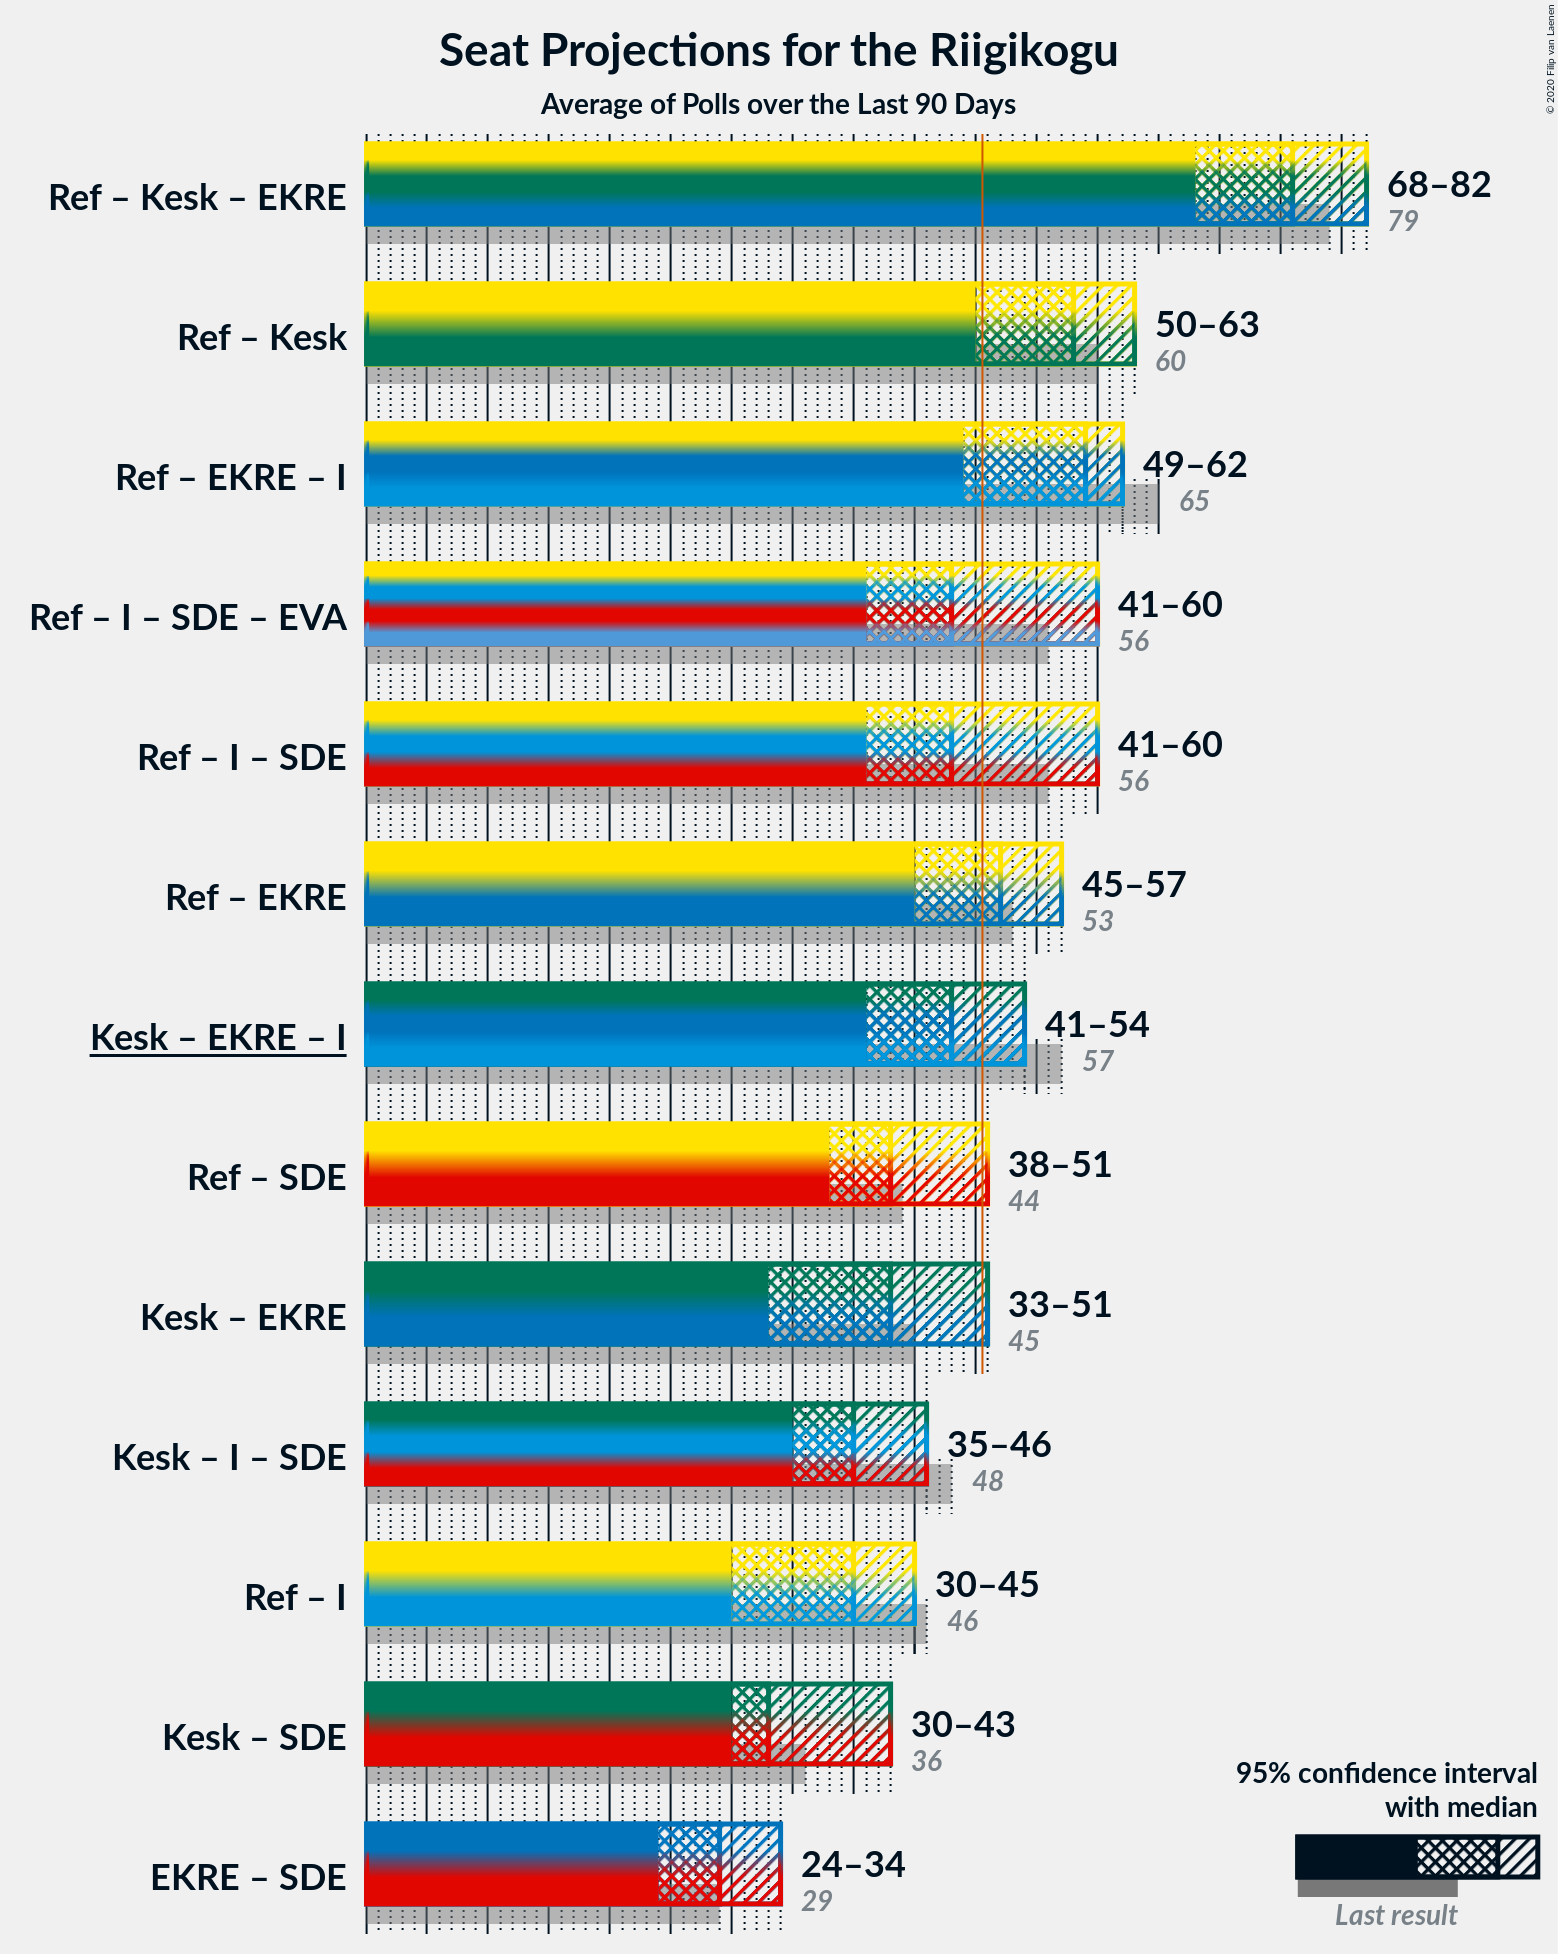 Seat Projections for the Riigikogu
Average of Polls over the Last 90 Days
© 2020 Filip van Laenen
Ref – Kesk – EKRE
68–82
79
Ref – Kesk
50–63
60
Ref – EKRE – I
49–62
65
Ref – I – SDE – EVA
41–60
56
Ref – I – SDE
41–60
56
Ref – EKRE
45–57
53
Kesk – EKRE – I
41–54
57
Ref – SDE
38–51
44
Kesk – EKRE
33–51
45
Kesk – I – SDE
35–46
48
Ref – I
30–45
46
Kesk – SDE
30–43
36
EKRE – SDE
24–34
29
95% confidence interval
with median
Last result